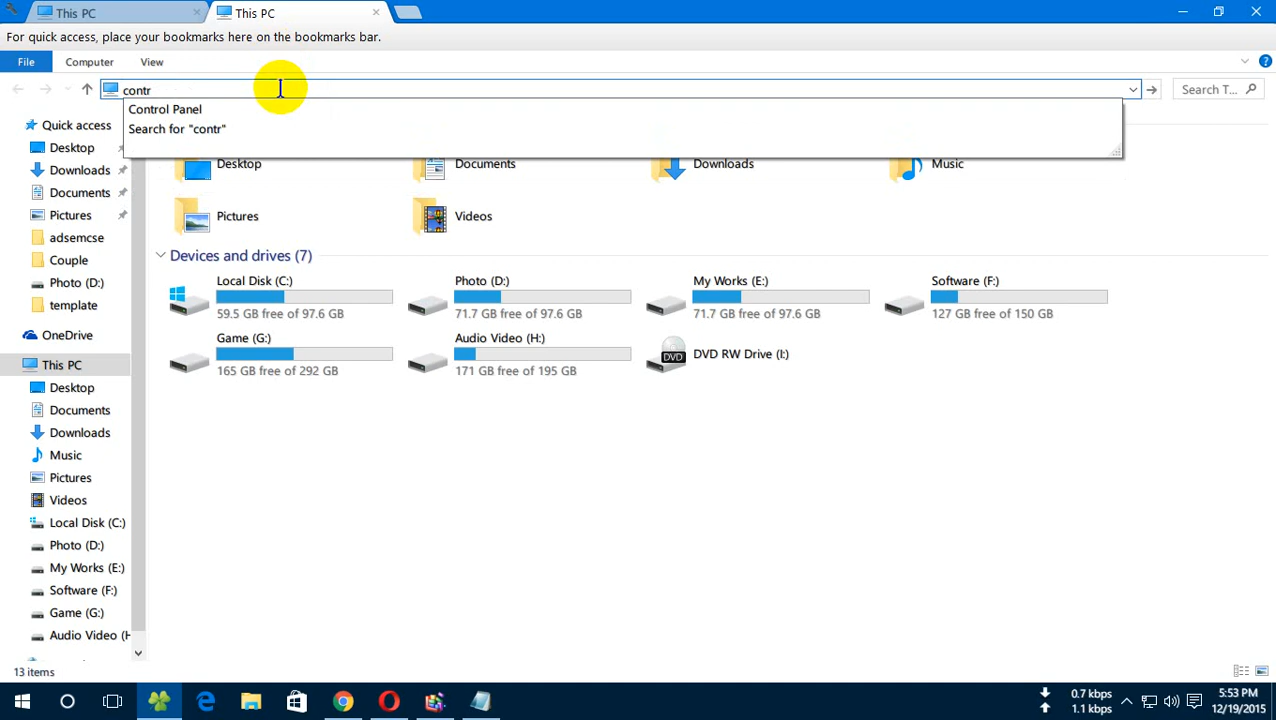 This PC
This PC
For quick access, place your bookmarks here on the bookmarks bar.
File
Computer
View
contr
Search T...
Control Panel
Search for "contr"
Quick access
Desktop
Downloads
Documents
Pictures
adsemcse
Couple
Photo (D:)
template
OneDrive
This PC
Desktop
Documents
Downloads
Music
Pictures
Videos
Local Disk (C:)
Photo (D:)
My Works (E:)
Software (F:)
Game (G:)
Audio Video (H
Desktop
Documents
Downloads
Music
Pictures
Videos
Devices and drives (7)
Local Disk (C:)
59.5 GB free of 97.6 GB
Photo (D:)
71.7 GB free of 97.6 GB
My Works (E:)
71.7 GB free of 97.6 GB
Software (F:)
127 GB free of 150 GB
Game (G:)
165 GB free of 292 GB
Audio Video (H:)
171 GB free of 195 GB
DVD
DVD RW Drive (I:)
13 items
0.7 kbps
1.1 kbps
5:53 PM
12/19/2015